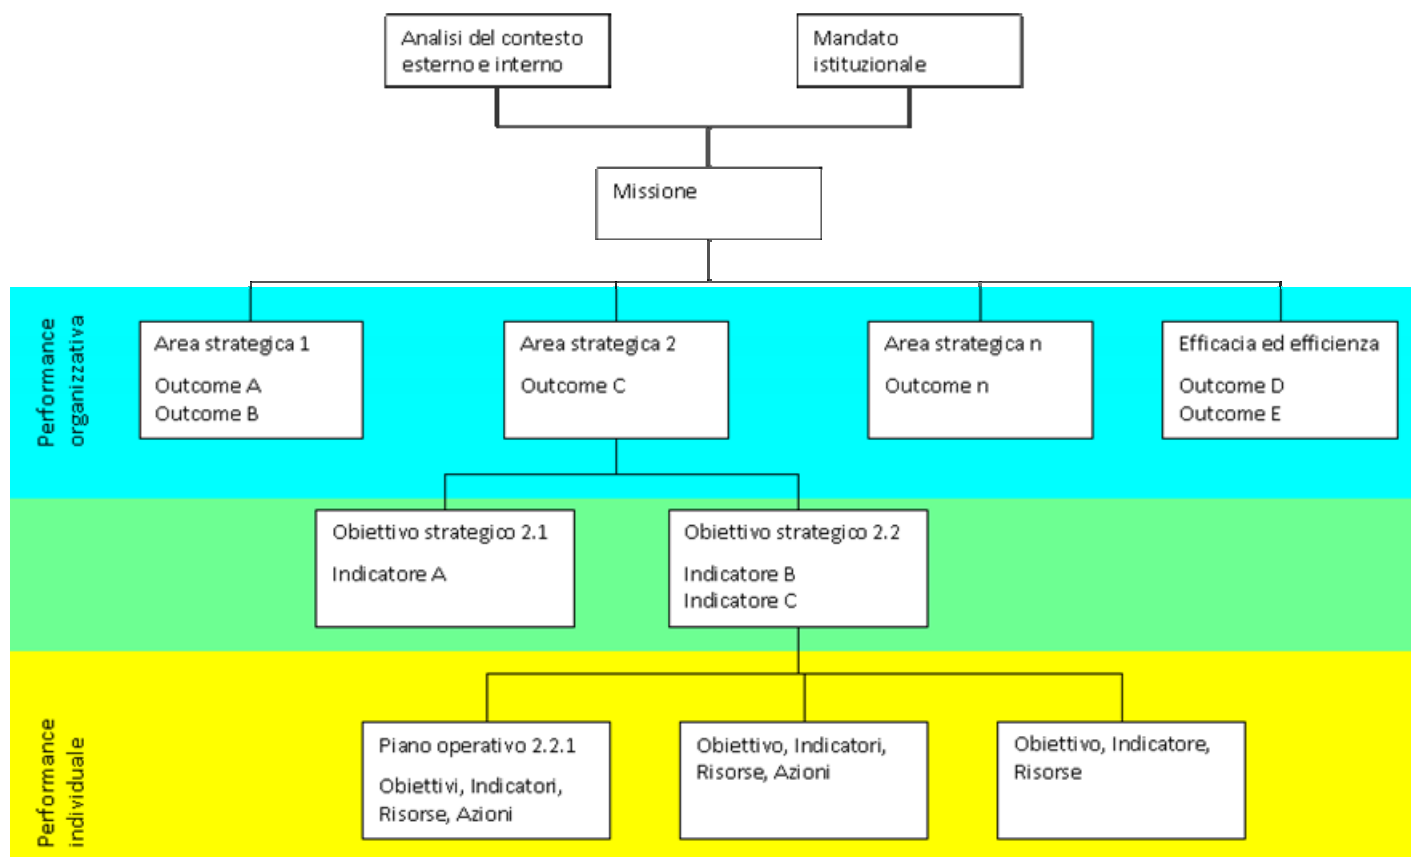 Analisi del contesto
esterno e interno
Mandato
istituzionale
Missione
Performance
organizzativa
Area strategica 1
Outcome A
Outcome B
Area strategica 2
Outcome C
Area strategica n
Outcome n
Efficacia ed efficienza
Outcome D
Outcome E
Obiettivo strategico 2.1
Indicatore A
Obiettivo strategico 2.2
Indicatore B
Indicatore C
Performance
individuale
Piano operativo 2.2.1
Obiettivi, Indicatori,
Risorse, Azioni
Obiettivo, Indicatori,
Risorse, Azioni
Obiettivo, Indicatore,
Risorse